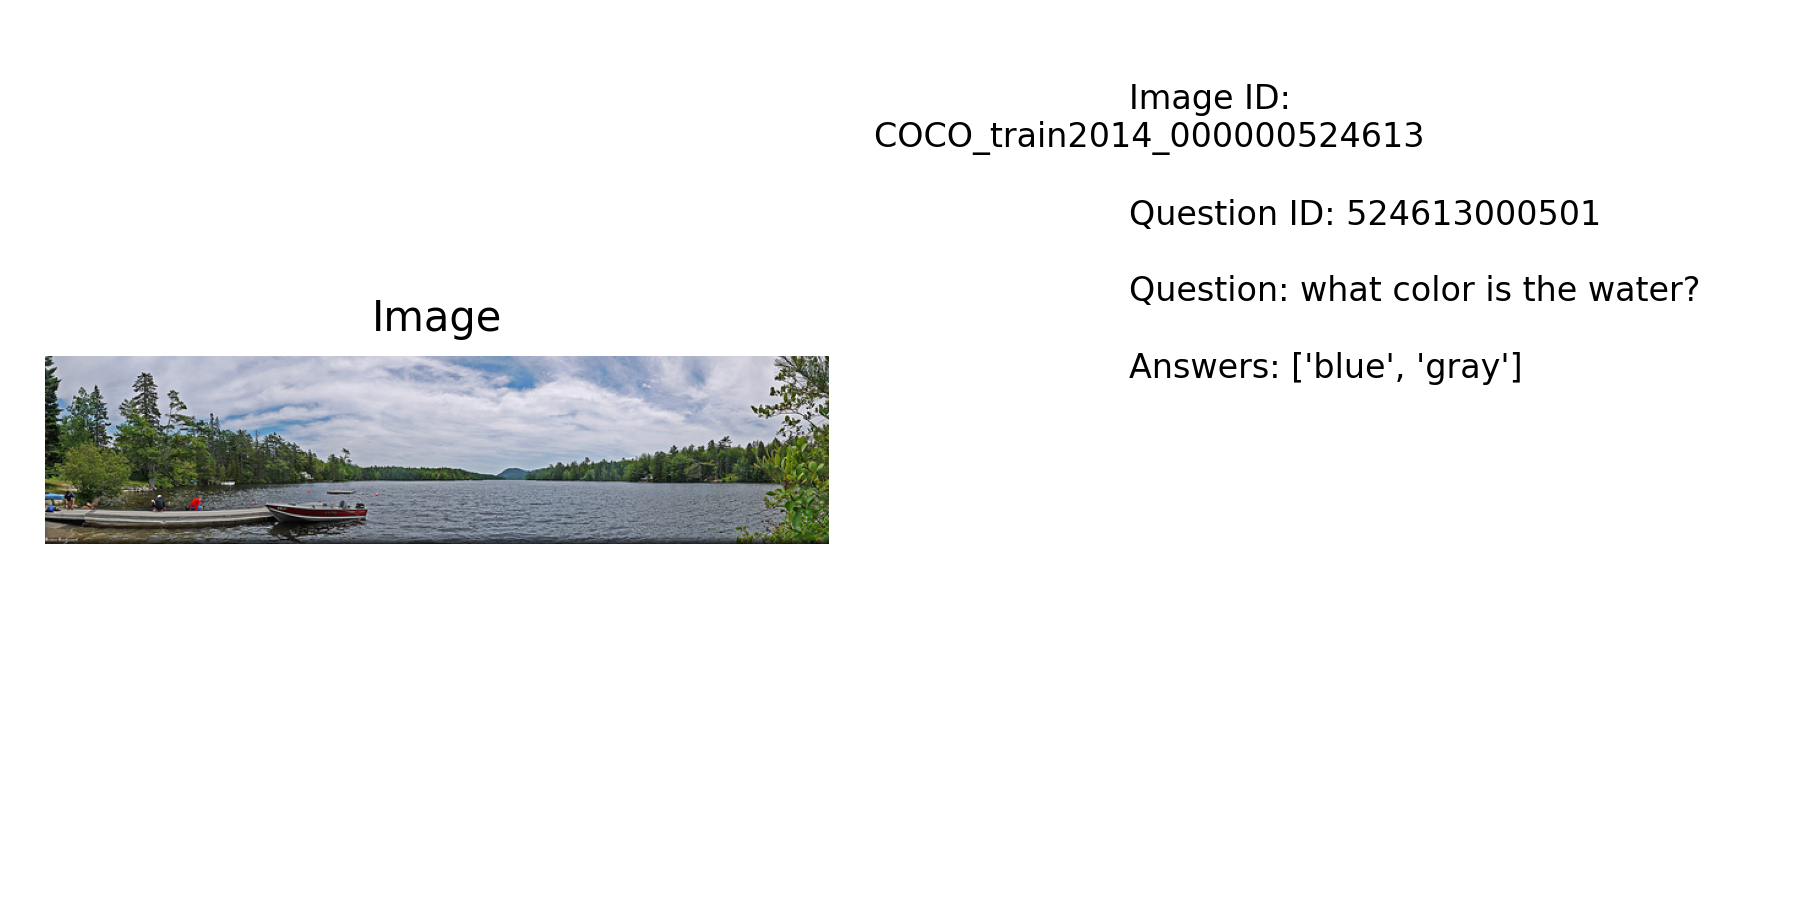 Image
Image ID:
COCO_train2014_000000524613
Question ID: 524613000501
Question: what color is the water?
Answers: ['blue', 'gray']